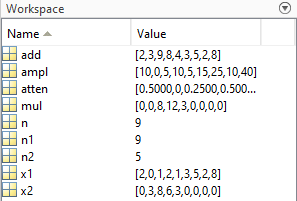 Workspace
Name Value
add [2,3,9,8,4,3,5,2,8]
ampl [10,0,5,10,5,15,25,10,40]
atten [0.5000,0,0.2500,0.500...
mul [0,0,8,12,3,0,0,0,0]
n 9
n1 9
n2 5
x1 [2,0,1,2,1,3,5,2,8]
x2 [0,3,8,6,3,0,0,0,0]